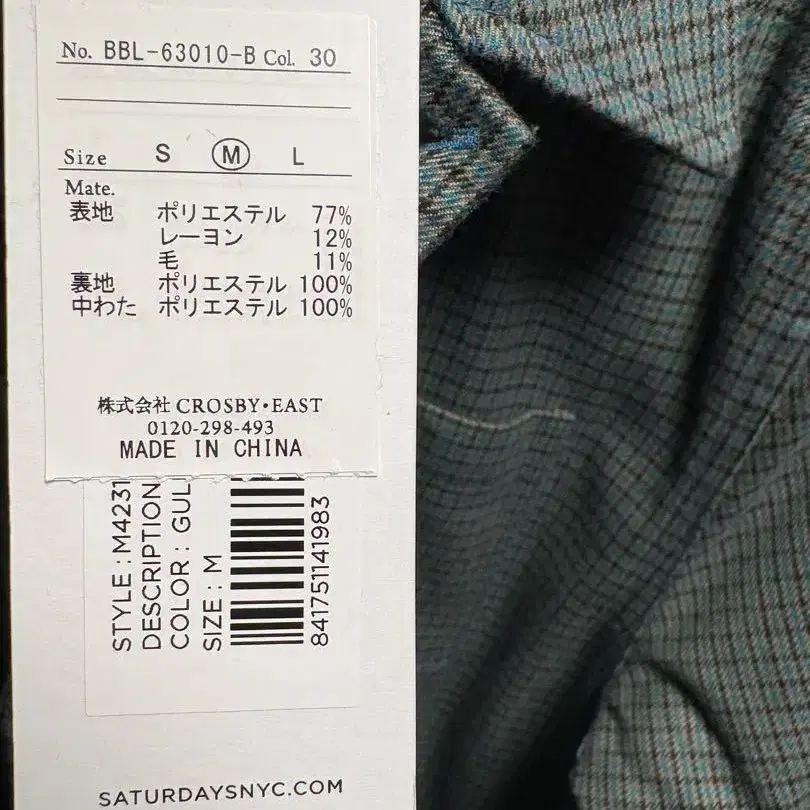 No. BBL-63010-B Col. 30
Size S M L
Mate.
表地 ポリエステル 77%
レーヨン 12%
毛 11%
裏地 ポリエステル 100%
中わた ポリエステル 100%
株式会社 CROSBY・EAST
0120-298-493
MADE IN CHINA
STYLE : M4231
DESCRIPTION
COLOR : GUL
SIZE : M
841751141983
SATURDAYSNYC.COM